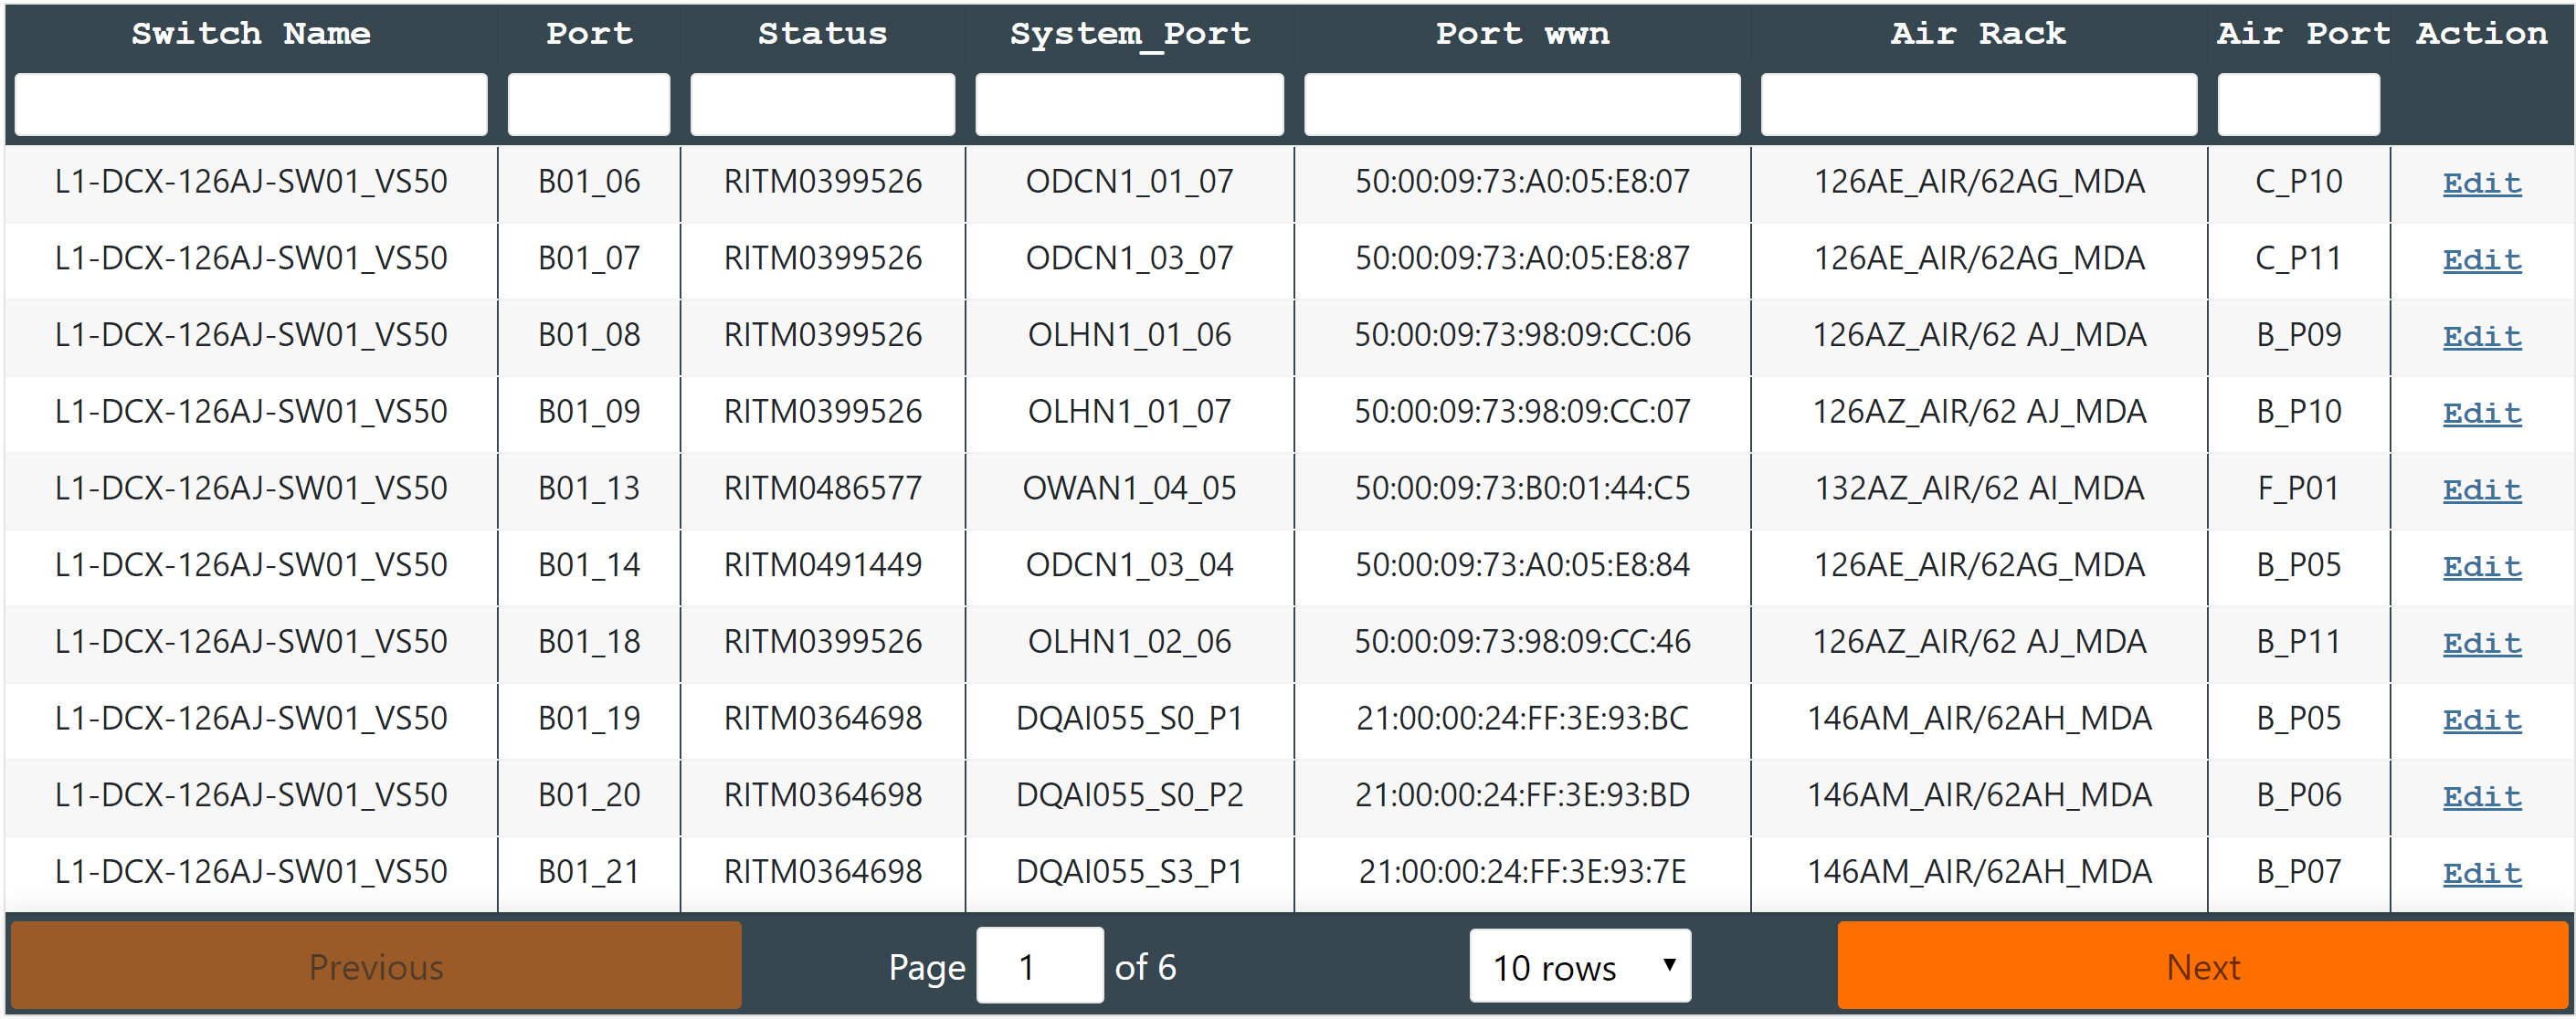 Switch Name Port Status System_Port Port wwn Air Rack Air Port Action
L1-DCX-126AJ-SW01_VS50 B01_06 RITM0399526 ODCN1_01_07 50:00:09:73:A0:05:E8:07 126AE_AIR/62AG_MDA C_P10 Edit
L1-DCX-126AJ-SW01_VS50 B01_07 RITM0399526 ODCN1_03_07 50:00:09:73:A0:05:E8:87 126AE_AIR/62AG_MDA C_P11 Edit
L1-DCX-126AJ-SW01_VS50 B01_08 RITM0399526 OLHN1_01_06 50:00:09:73:98:09:CC:06 126AZ_AIR/62 AJ_MDA B_P09 Edit
L1-DCX-126AJ-SW01_VS50 B01_09 RITM0399526 OLHN1_01_07 50:00:09:73:98:09:CC:07 126AZ_AIR/62 AJ_MDA B_P10 Edit
L1-DCX-126AJ-SW01_VS50 B01_13 RITM0486577 OWAN1_04_05 50:00:09:73:B0:01:44:C5 132AZ_AIR/62 AI_MDA F_P01 Edit
L1-DCX-126AJ-SW01_VS50 B01_14 RITM0491449 ODCN1_03_04 50:00:09:73:A0:05:E8:84 126AE_AIR/62AG_MDA B_P05 Edit
L1-DCX-126AJ-SW01_VS50 B01_18 RITM0399526 OLHN1_02_06 50:00:09:73:98:09:CC:46 126AZ_AIR/62 AJ_MDA B_P11 Edit
L1-DCX-126AJ-SW01_VS50 B01_19 RITM0364698 DQAI055_S0_P1 21:00:00:24:FF:3E:93:BC 146AM_AIR/62AH_MDA B_P05 Edit
L1-DCX-126AJ-SW01_VS50 B01_20 RITM0364698 DQAI055_S0_P2 21:00:00:24:FF:3E:93:BD 146AM_AIR/62AH_MDA B_P06 Edit
L1-DCX-126AJ-SW01_VS50 B01_21 RITM0364698 DQAI055_S3_P1 21:00:00:24:FF:3E:93:7E 146AM_AIR/62AH_MDA B_P07 Edit
Previous Page 1 of 6 10 rows Next